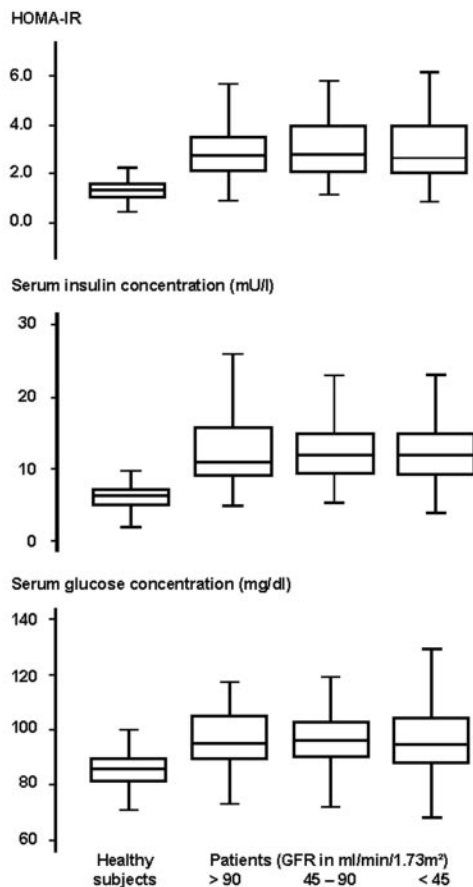 HOMA-IR
6.0
4.0
2.0
0.0
Serum insulin concentration (mU/l)
30
20
10
0
Serum glucose concentration (mg/dl)
140
120
100
80
60
Healthy Patients (GFR in ml/min/1.73m²)
subjects > 90 45 – 90 < 45